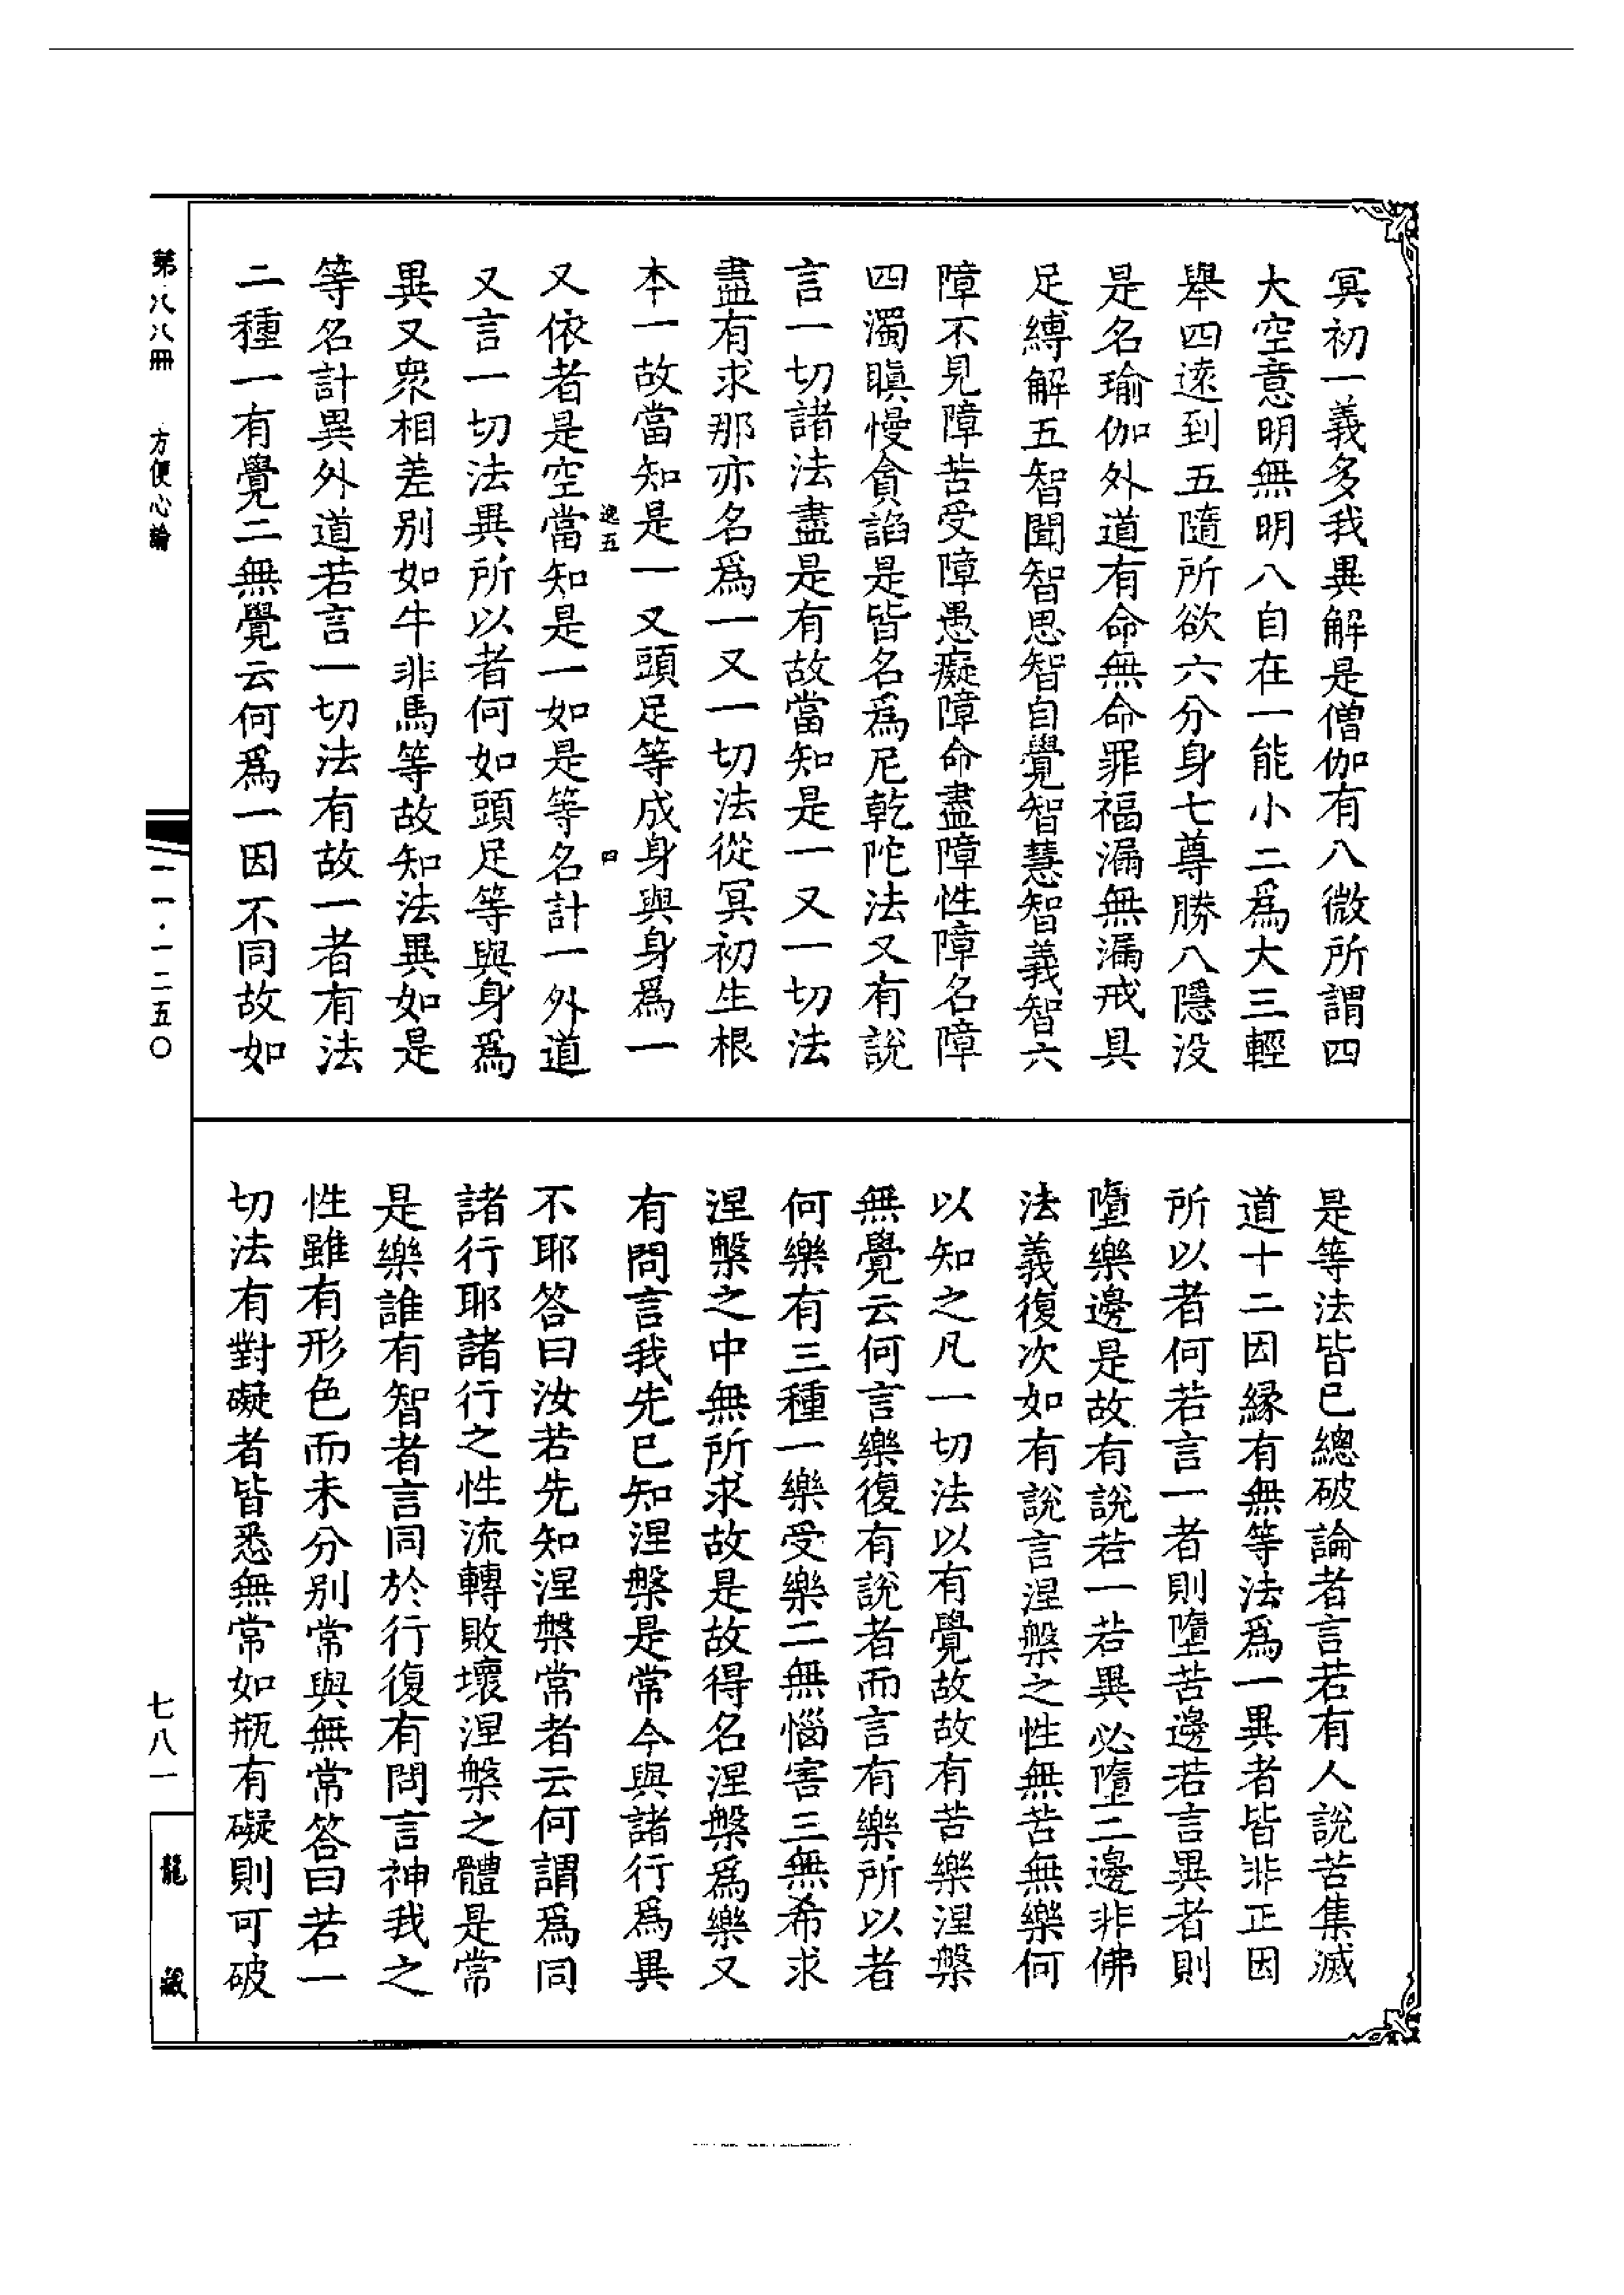 冥初一義多我異解是僧伽有八微所謂四
大空意明無明八自在一能小二爲大三輕
舉四遠到五隨所欲六分身七尊勝八隱没
是名瑜伽外道有命無命罪福漏無漏戒具
足縛解五智聞智思智自覺智慧智義智六
障不見障苦受障愚癡障命盡障性障名障
四濁瞋慢貪諂是皆名爲尼乾陀法又有說
言一切諸法盡是有故當知是一又一切法
盡有求那亦名爲一又一切法從冥初生根
本一故當知是一又頭足等成身與身爲一
逸五 四
又依者是空當知是一如是等名計一外道
又言一切法異所以者何如頭足等與身爲
異又衆相差别如牛非馬等故知法異如是
等名計異外道若言一切法有故一者有法
二種一有覺二無覺云何爲一因不同故如
是等法皆已總破論者言若有人說苦集滅
道十二因緣有無等法爲一異者皆非正因
所以者何若言一者則墮苦邊若言異者則
墮樂邊是故有說若一若異必墮二邊非佛
法義復次如有說言涅槃之性無苦無樂何
以知之凡一切法以有覺故故有苦樂涅槃
無覺云何言樂復有說者而言有樂所以者
何樂有三種一樂受樂二無惱害三無希求
涅槃之中無所求故是故得名涅槃爲樂又
有問言我先已知涅槃是常今與諸行爲異
不耶答曰汝若先知涅槃常者云何謂爲同
諸行耶諸行之性流轉敗壞涅槃之體是常
是樂誰有智者言同於行復有問言神我之
性雖有形色而未分别常與無常答曰若一
切法有對礙者皆悉無常如瓶有礙則可破
第八八冊 方便心論
一一·一二五〇
七八一
龍藏